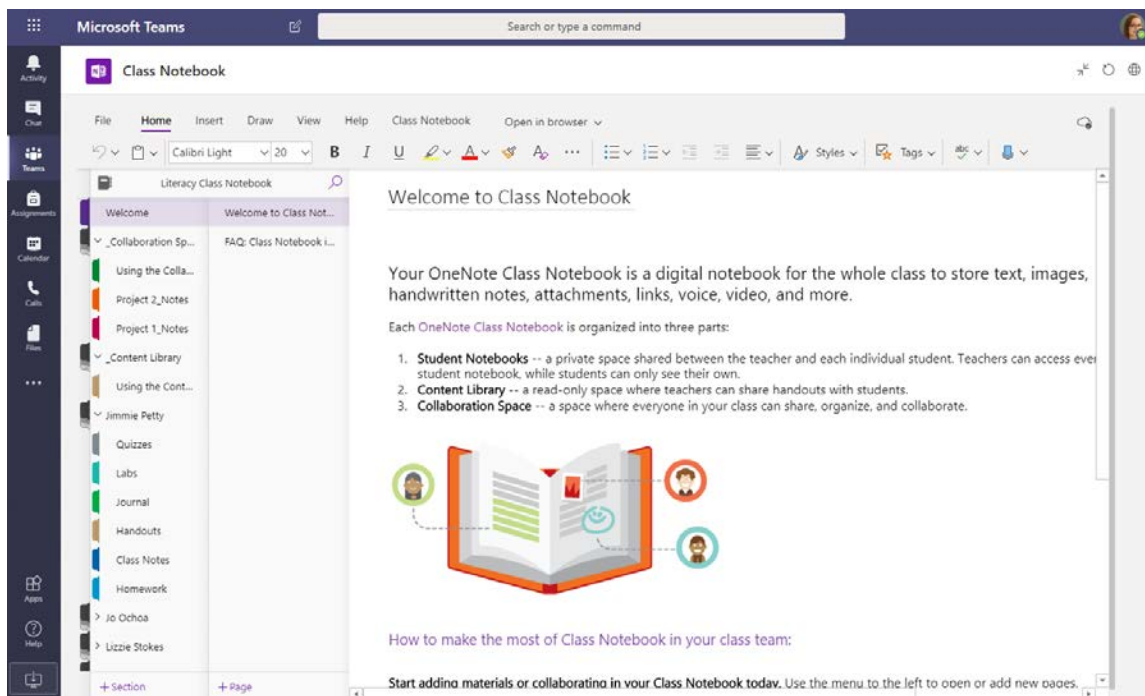 Microsoft Teams
Search or type a command
Activity
Chat
Teams
Assignments
Calendar
Calls
Files
Apps
Help
Class Notebook
File Home Insert Draw View Help Class Notebook Open in browser
Calibri Light 20 B I U A A Styles Tags abc
Literacy Class Notebook
Welcome
_Collaboration Sp...
Using the Colla...
Project 2_Notes
Project 1_Notes
_Content Library
Using the Cont...
Jimmie Petty
Quizzes
Labs
Journal
Handouts
Class Notes
Homework
Jo Ochoa
Lizzie Stokes
+ Section
Welcome to Class Not...
FAQ: Class Notebook i...
+ Page
Welcome to Class Notebook
Your OneNote Class Notebook is a digital notebook for the whole class to store text, images,
handwritten notes, attachments, links, voice, video, and more.
Each OneNote Class Notebook is organized into three parts:
1. Student Notebooks -- a private space shared between the teacher and each individual student. Teachers can access ever
student notebook, while students can only see their own.
2. Content Library -- a read-only space where teachers can share handouts with students.
3. Collaboration Space -- a space where everyone in your class can share, organize, and collaborate.
How to make the most of Class Notebook in your class team:
Start adding materials or collaborating in your Class Notebook today. Use the menu to the left to open or add new pages.